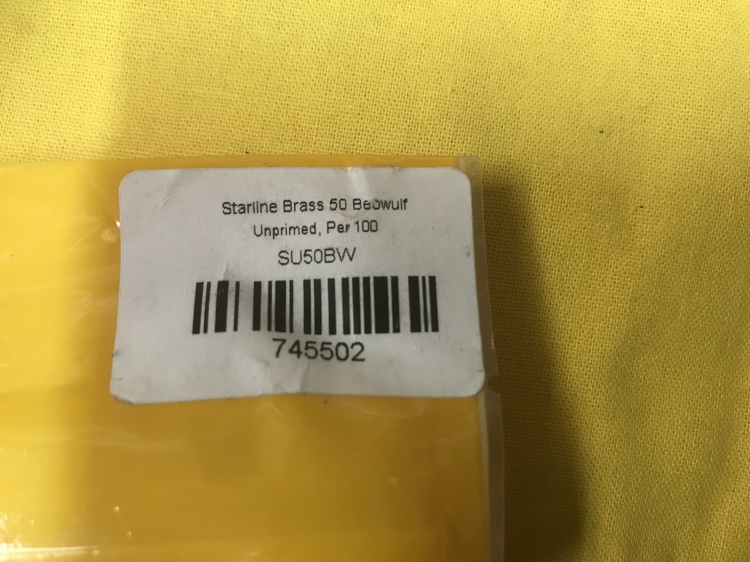 Starline Brass 50 Beowulf
Unprimed, Per 100
SU50BW
745502